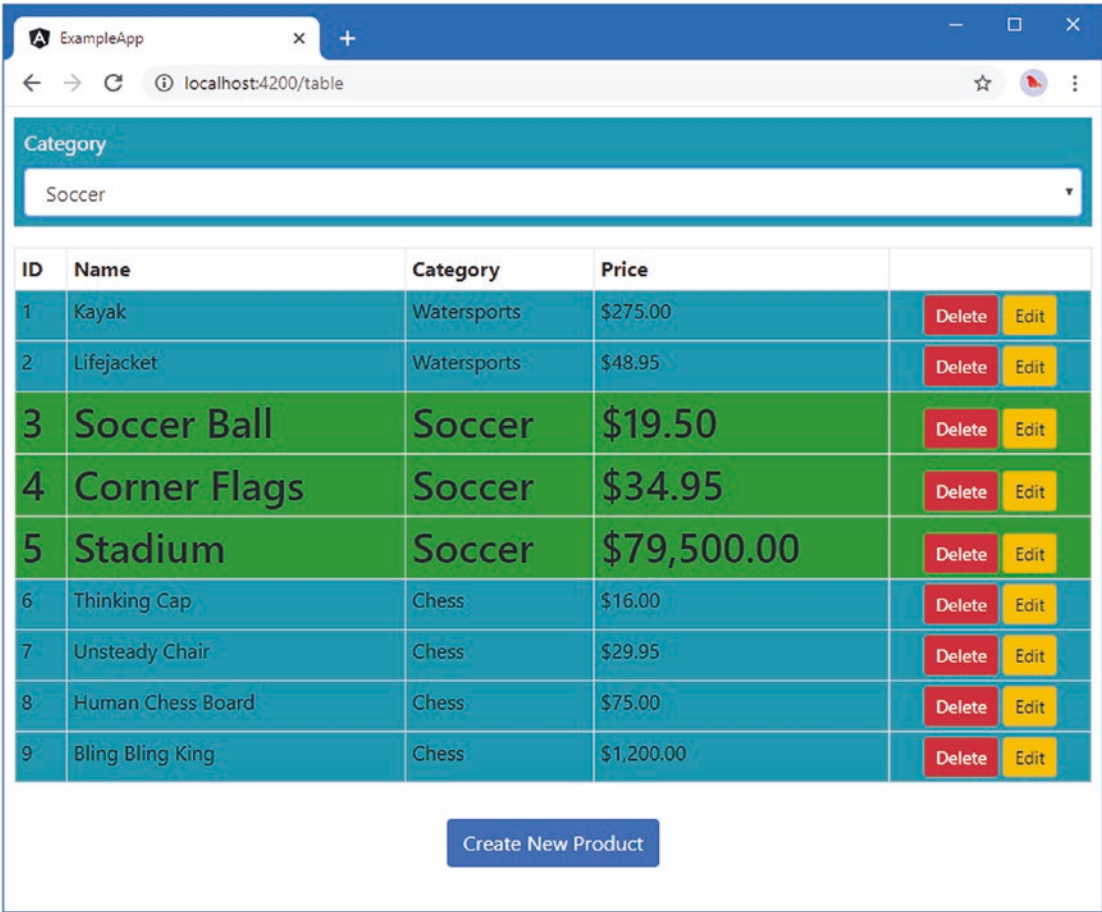 ExampleApp
localhost:4200/table
Category
Soccer
ID Name Category Price
1 Kayak Watersports $275.00 Delete Edit
2 Lifejacket Watersports $48.95 Delete Edit
3 Soccer Ball Soccer $19.50 Delete Edit
4 Corner Flags Soccer $34.95 Delete Edit
5 Stadium Soccer $79,500.00 Delete Edit
6 Thinking Cap Chess $16.00 Delete Edit
7 Unsteady Chair Chess $29.95 Delete Edit
8 Human Chess Board Chess $75.00 Delete Edit
9 Bling Bling King Chess $1,200.00 Delete Edit
Create New Product